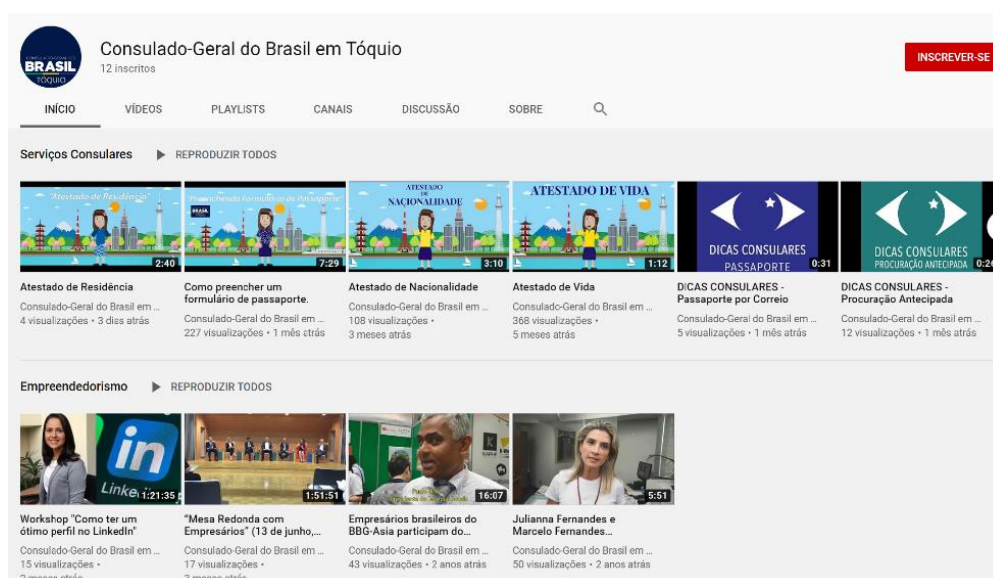 BRASIL
TÓQUIO
Consulado-Geral do Brasil em Tóquio
12 inscritos
INSCREVER-SE
INÍCIO VÍDEOS PLAYLISTS CANAIS DISCUSSÃO SOBRE
Serviços Consulares REPRODUZIR TODOS
"Atestado de Residência"
2:40
Preenchendo Formulário de Passaporte"
BRASIL
7:29
ATESTADO
DE
NACIONALIDADE
3:10
ATESTADO DE VIDA
1:12
DICAS CONSULARES
PASSAPORTE
0:31
DICAS CONSULARES
PROCURAÇÃO ANTECIPADA
Atestado de Residência
Consulado-Geral do Brasil em ...
4 visualizações • 3 dias atrás
Como preencher um
formulário de passaporte.
Consulado-Geral do Brasil em ...
227 visualizações • 1 mês atrás
Atestado de Nacionalidade
Consulado-Geral do Brasil em ...
108 visualizações •
3 meses atrás
Atestado de Vida
Consulado-Geral do Brasil em ...
368 visualizações •
5 meses atrás
DICAS CONSULARES -
Passaporte por Correio
Consulado-Geral do Brasil em ...
5 visualizações • 1 mês atrás
DICAS CONSULARES -
Procuração Antecipada
Consulado-Geral do Brasil em ...
12 visualizações • 1 mês atrás
Empreendedorismo REPRODUZIR TODOS
in
Linked
1:21:35
1:51:51
16:07
5:51
Workshop "Como ter um
ótimo perfil no LinkedIn"
Consulado-Geral do Brasil em ...
15 visualizações •
"Mesa Redonda com
Empresários" (13 de junho,...
Consulado-Geral do Brasil em ...
17 visualizações •
Empresários brasileiros do
BBG-Asia participam do...
Consulado-Geral do Brasil em ...
43 visualizações • 2 anos atrás
Julianna Fernandes e
Marcelo Fernandes...
Consulado-Geral do Brasil em ...
50 visualizações • 2 anos atrás